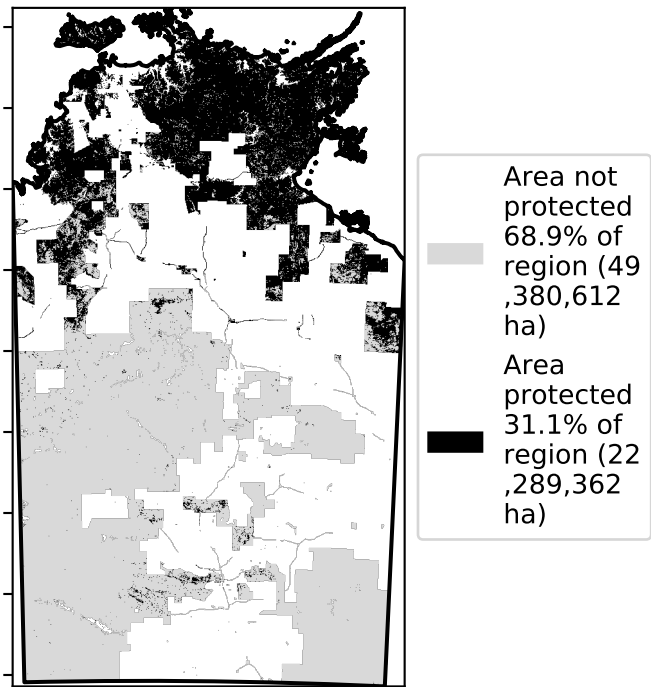 Area not
protected
68.9% of
region (49
,380,612
ha)
Area
protected
31.1% of
region (22
,289,362
ha)